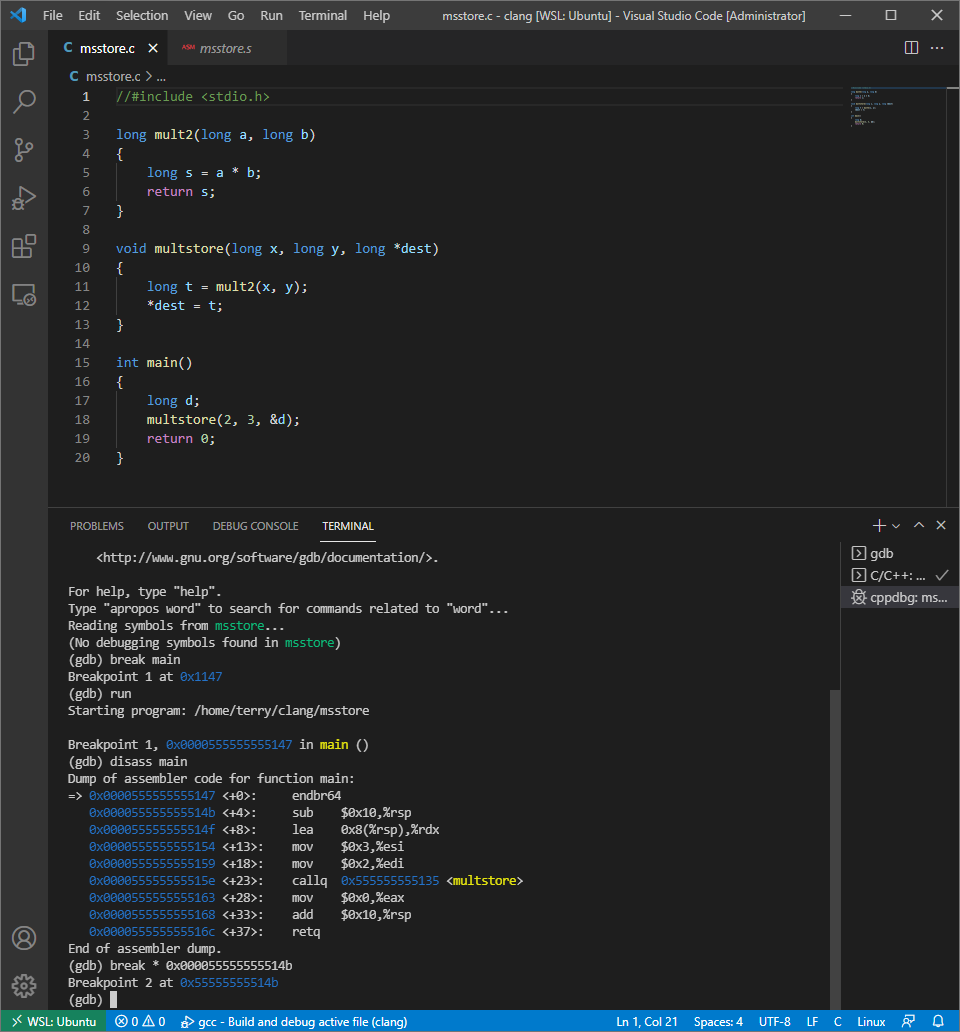 File Edit Selection View Go Run Terminal Help msstore.c - clang [WSL: Ubuntu] - Visual Studio Code [Administrator]
C msstore.c ASM msstore.s
C msstore.c > ...
1 //#include <stdio.h>
2
3 long mult2(long a, long b)
4 {
5 long s = a * b;
6 return s;
7 }
8
9 void multstore(long x, long y, long *dest)
10 {
11 long t = mult2(x, y);
12 *dest = t;
13 }
14
15 int main()
16 {
17 long d;
18 multstore(2, 3, &d);
19 return 0;
20 }
PROBLEMS OUTPUT DEBUG CONSOLE TERMINAL
gdb
C/C++: ...
cppdbg: ms...
<http://www.gnu.org/software/gdb/documentation/>.
For help, type "help".
Type "apropos word" to search for commands related to "word"...
Reading symbols from msstore...
(No debugging symbols found in msstore)
(gdb) break main
Breakpoint 1 at 0x1147
(gdb) run
Starting program: /home/terry/clang/msstore
Breakpoint 1, 0x0000555555555147 in main ()
(gdb) disass main
Dump of assembler code for function main:
=> 0x0000555555555147 <+0>: endbr64
0x000055555555514b <+4>: sub $0x10,%rsp
0x000055555555514f <+8>: lea 0x8(%rsp),%rdx
0x0000555555555154 <+13>: mov $0x3,%esi
0x0000555555555159 <+18>: mov $0x2,%edi
0x000055555555515e <+23>: callq 0x555555555135 <multstore>
0x0000555555555163 <+28>: mov $0x0,%eax
0x0000555555555168 <+33>: add $0x10,%rsp
0x000055555555516c <+37>: retq
End of assembler dump.
(gdb) break * 0x000055555555514b
Breakpoint 2 at 0x55555555514b
(gdb)
WSL: Ubuntu 0 0 gcc - Build and debug active file (clang) Ln 1, Col 21 Spaces: 4 UTF-8 LF C Linux